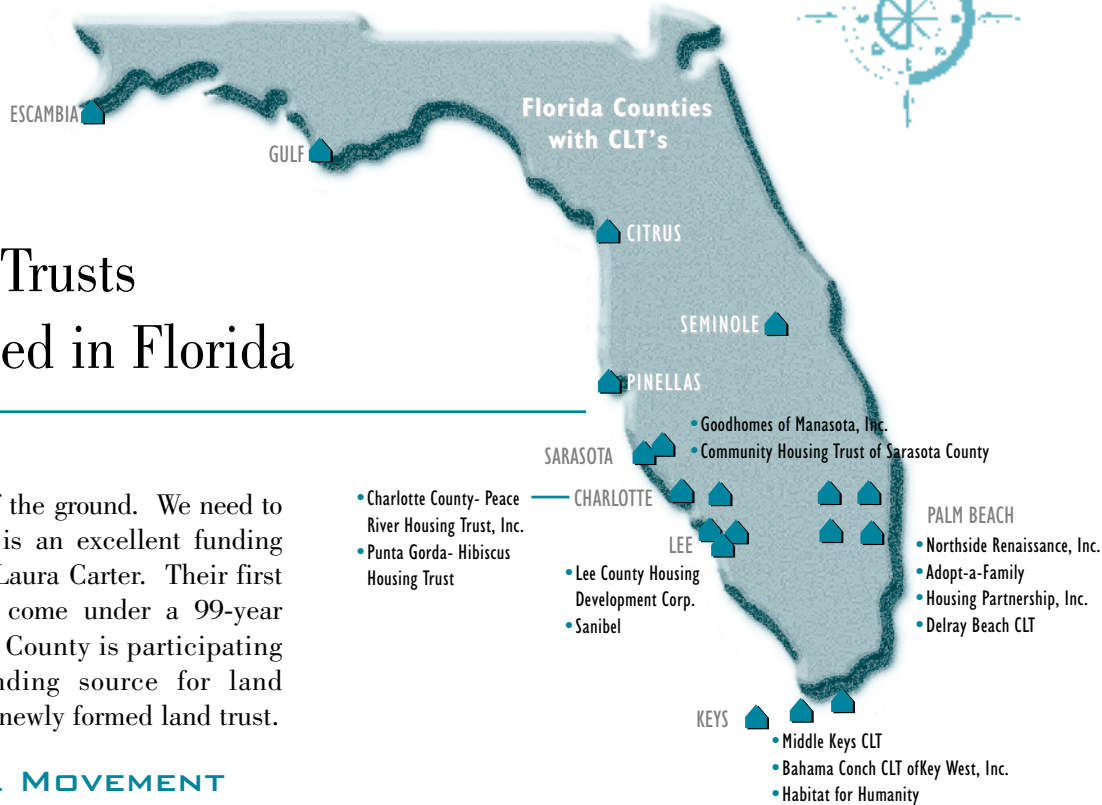 Florida Counties
with CLT's
ESCAMBIA
GULF
CITRUS
SEMINOLE
PINELLAS
Trusts
ed in Florida
•Goodhomes of Manasota, Inc.
•Community Housing Trust of Sarasota County
SARASOTA
CHARLOTTE
•Charlotte County- Peace
River Housing Trust, Inc.
•Punta Gorda- Hibiscus
Housing Trust
LEE
•Lee County Housing
Development Corp.
•Sanibel
PALM BEACH
•Northside Renaissance, Inc.
•Adopt-a-Family
•Housing Partnership, Inc.
•Delray Beach CLT
KEYS
•Middle Keys CLT
•Bahama Conch CLT ofKey West, Inc.
•Habitat for Humanity
the ground. We need to
is an excellent funding
Laura Carter. Their first
come under a 99-year
County is participating
nding source for land
newly formed land trust.
MOVEMENT